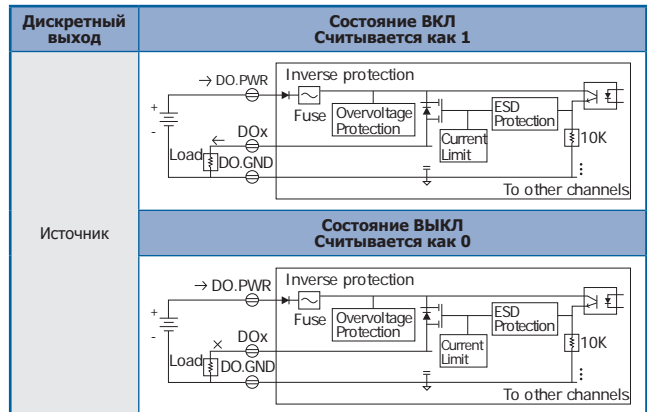 Дискретный
выход
Состояние ВКЛ
Считывается как 1
Источник
→ DO.PWR
Inverse protection
+
-
Fuse
Overvoltage
Protection
ESD
Protection
← DOx
Current
Limit
10K
Load
DO.GND
To other channels
Состояние ВЫКЛ
Считывается как 0
→ DO.PWR
Inverse protection
+
-
Fuse
Overvoltage
Protection
ESD
Protection
× DOx
Current
Limit
10K
Load
DO.GND
To other channels